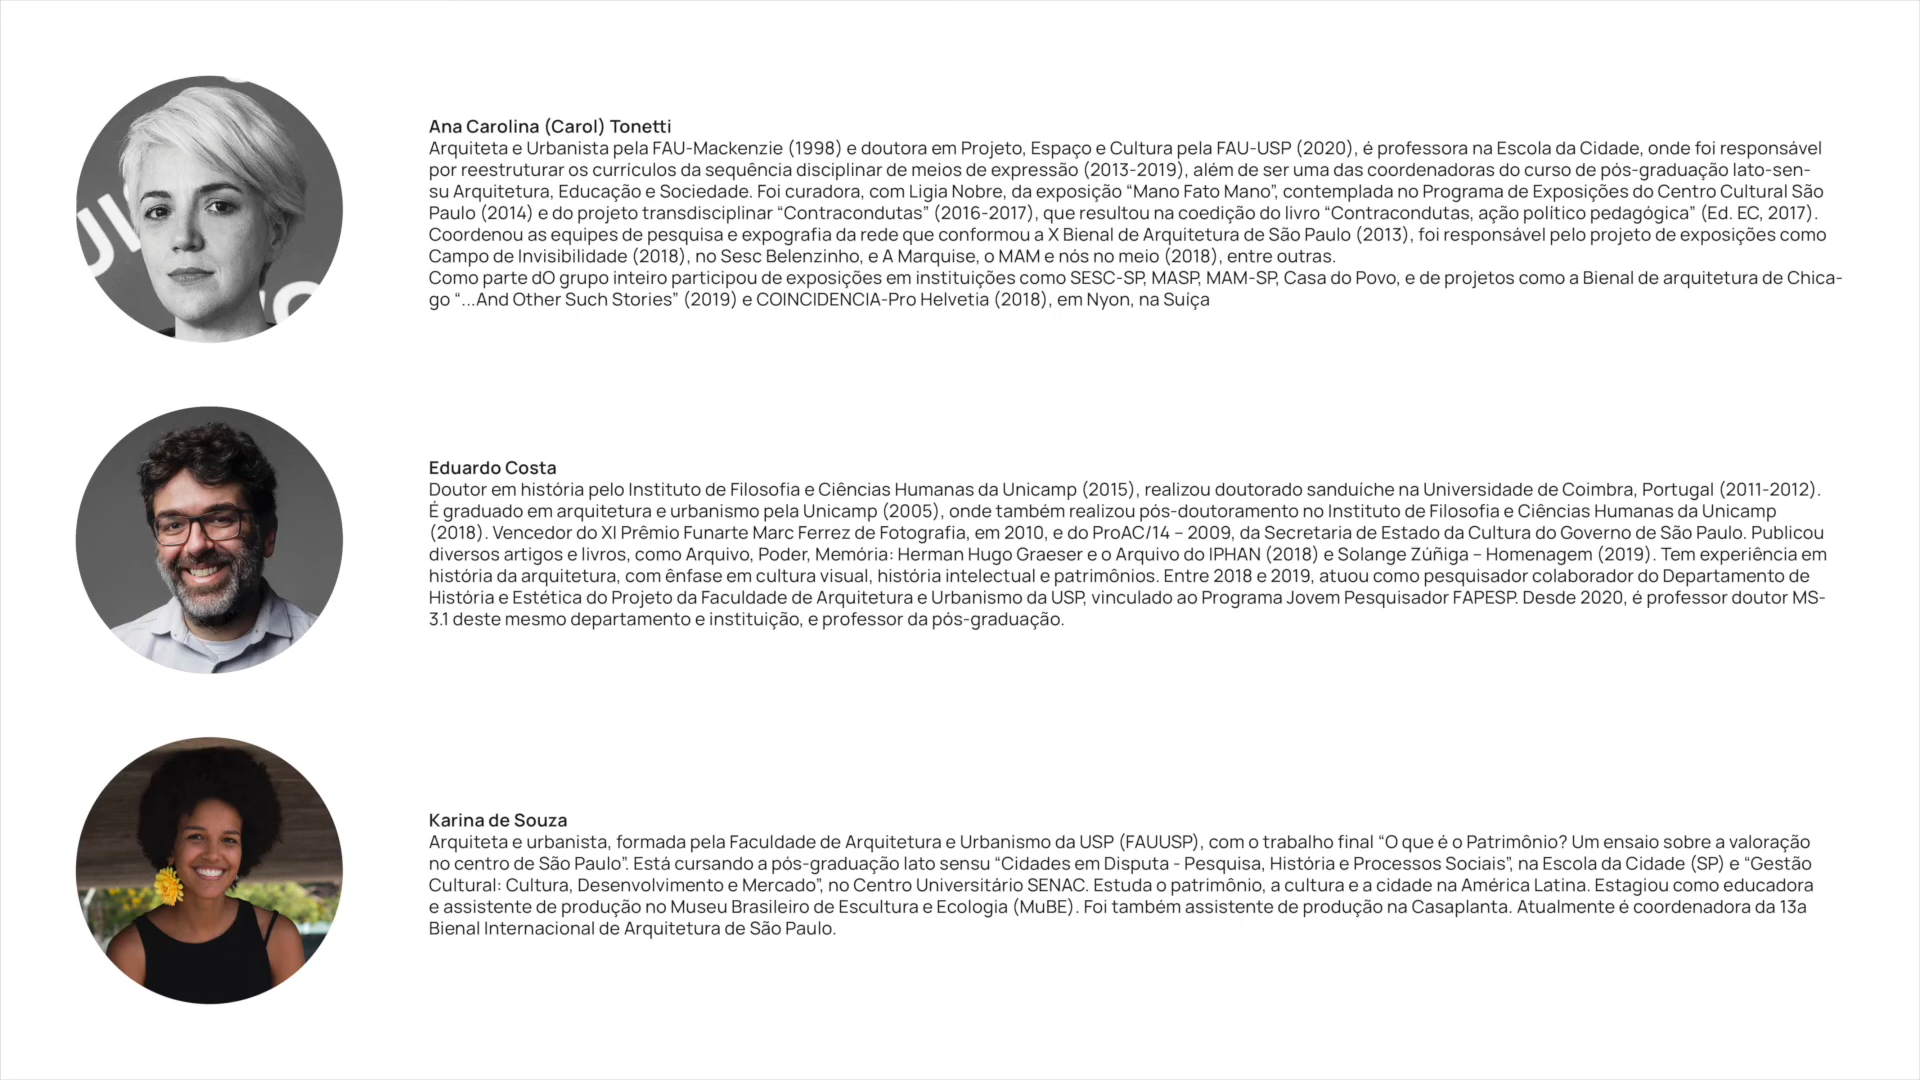 Ana Carolina (Carol) Tonetti
Arquiteta e Urbanista pela FAU-Mackenzie (1998) e doutora em Projeto, Espaço e Cultura pela FAU-USP (2020), é professora na Escola da Cidade, onde foi responsável
por reestruturar os currículos da sequência disciplinar de meios de expressão (2013-2019), além de ser uma das coordenadoras do curso de pós-graduação lato-sen-
su Arquitetura, Educação e Sociedade. Foi curadora, com Ligia Nobre, da exposição “Mano Fato Mano”, contemplada no Programa de Exposições do Centro Cultural São
Paulo (2014) e do projeto transdisciplinar “Contracondutas” (2016-2017), que resultou na coedição do livro “Contracondutas, ação político pedagógica” (Ed. EC, 2017).
Coordenou as equipes de pesquisa e expografia da rede que conformou a X Bienal de Arquitetura de São Paulo (2013), foi responsável pelo projeto de exposições como
Campo de Invisibilidade (2018), no Sesc Belenzinho, e A Marquise, o MAM e nós no meio (2018), entre outras.
Como parte dO grupo inteiro participou de exposições em instituições como SESC-SP, MASP, MAM-SP, Casa do Povo, e de projetos como a Bienal de arquitetura de Chica-
go “...And Other Such Stories” (2019) e COINCIDENCIA-Pro Helvetia (2018), em Nyon, na Suíça
Eduardo Costa
Doutor em história pelo Instituto de Filosofia e Ciências Humanas da Unicamp (2015), realizou doutorado sanduíche na Universidade de Coimbra, Portugal (2011-2012).
É graduado em arquitetura e urbanismo pela Unicamp (2005), onde também realizou pós-doutoramento no Instituto de Filosofia e Ciências Humanas da Unicamp
(2018). Vencedor do XI Prêmio Funarte Marc Ferrez de Fotografia, em 2010, e do ProAC/14 – 2009, da Secretaria de Estado da Cultura do Governo de São Paulo. Publicou
diversos artigos e livros, como Arquivo, Poder, Memória: Herman Hugo Graeser e o Arquivo do IPHAN (2018) e Solange Zúñiga – Homenagem (2019). Tem experiência em
história da arquitetura, com ênfase em cultura visual, história intelectual e patrimônios. Entre 2018 e 2019, atuou como pesquisador colaborador do Departamento de
História e Estética do Projeto da Faculdade de Arquitetura e Urbanismo da USP, vinculado ao Programa Jovem Pesquisador FAPESP. Desde 2020, é professor doutor MS-
3.1 deste mesmo departamento e instituição, e professor da pós-graduação.
Karina de Souza
Arquiteta e urbanista, formada pela Faculdade de Arquitetura e Urbanismo da USP (FAUUSP), com o trabalho final “O que é o Patrimônio? Um ensaio sobre a valoração
no centro de São Paulo”. Está cursando a pós-graduação lato sensu “Cidades em Disputa - Pesquisa, História e Processos Sociais”, na Escola da Cidade (SP) e “Gestão
Cultural: Cultura, Desenvolvimento e Mercado”, no Centro Universitário SENAC. Estuda o patrimônio, a cultura e a cidade na América Latina. Estagiou como educadora
e assistente de produção no Museu Brasileiro de Escultura e Ecologia (MuBE). Foi também assistente de produção na Casaplanta. Atualmente é coordenadora da 13a
Bienal Internacional de Arquitetura de São Paulo.